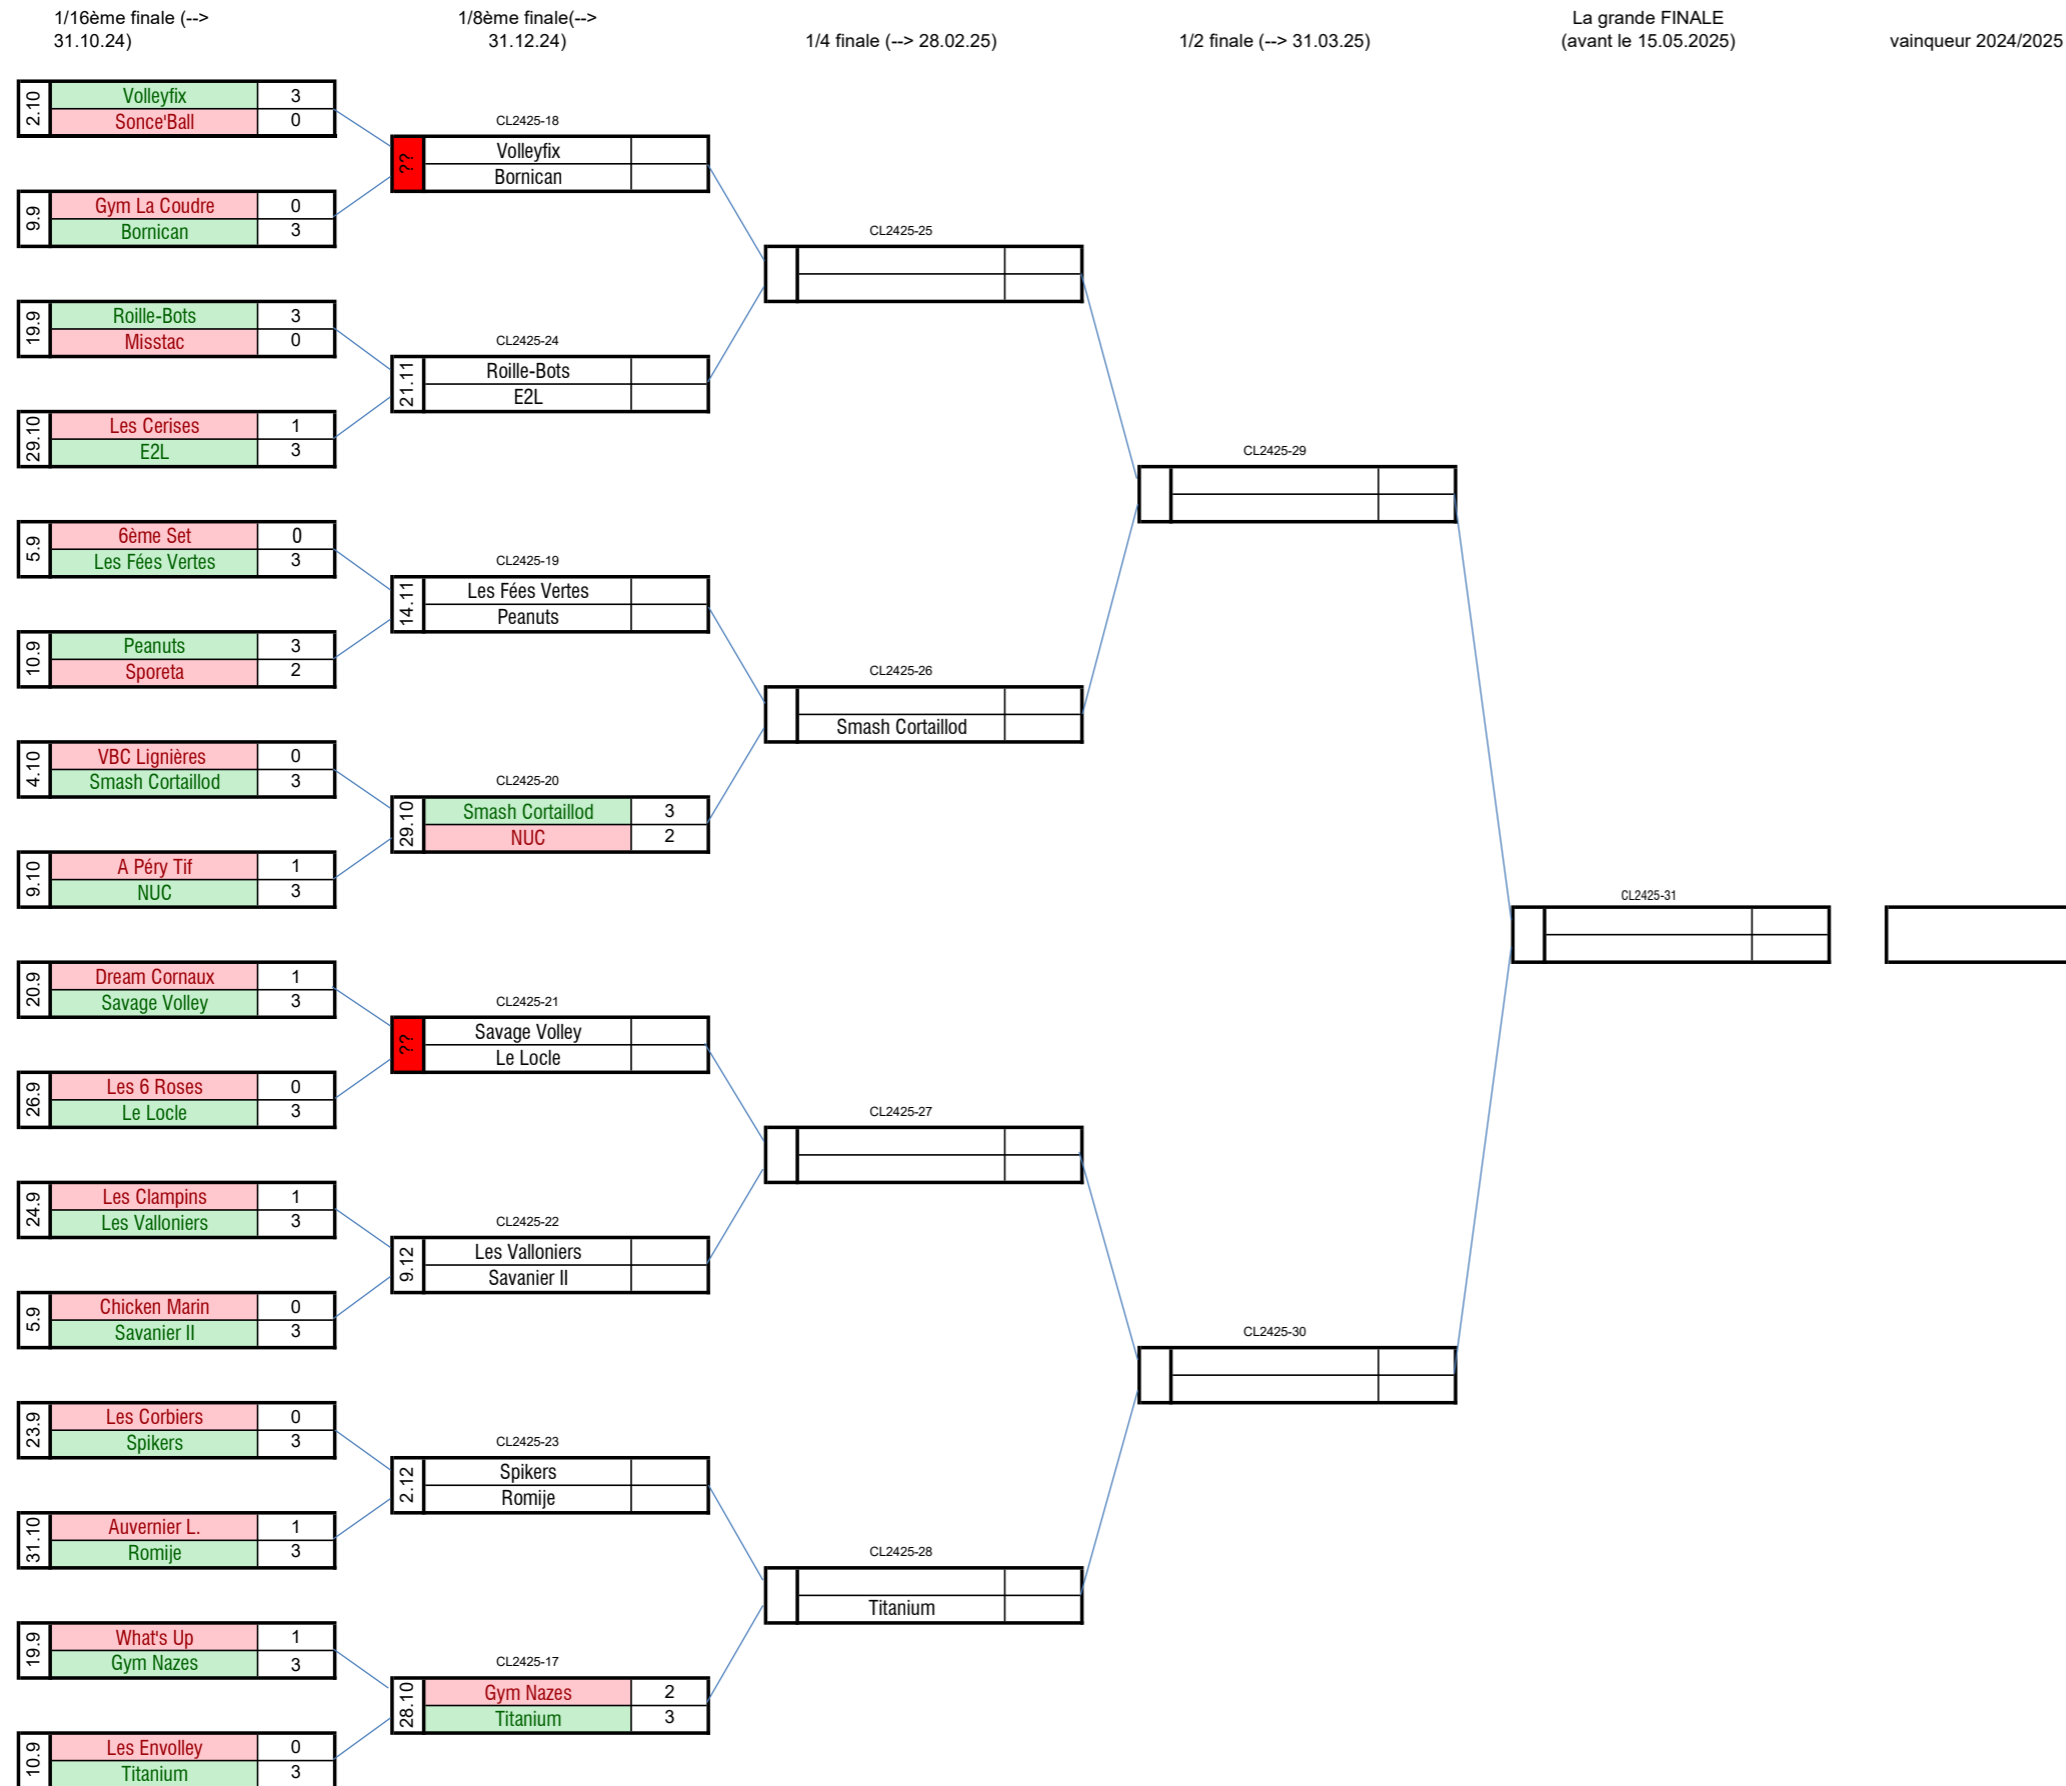 1/16ème finale (-->
31.10.24)
1/8ème finale(-->
31.12.24)
1/4 finale (--> 28.02.25)
1/2 finale (--> 31.03.25)
La grande FINALE
(avant le 15.05.2025)
vainqueur 2024/2025
2.10
Volleyfix 3
Sonce'Ball 0
9.9
Gym La Coudre 0
Bornican 3
19.9
Roille-Bots 3
Misstac 0
29.10
Les Cerises 1
E2L 3
5.9
6ème Set 0
Les Fées Vertes 3
10.9
Peanuts 3
Sporeta 2
4.10
VBC Lignières 0
Smash Cortaillod 3
9.10
A Péry Tif 1
NUC 3
20.9
Dream Cornaux 1
Savage Volley 3
26.9
Les 6 Roses 0
Le Locle 3
24.9
Les Clampins 1
Les Valloniers 3
5.9
Chicken Marin 0
Savanier II 3
23.9
Les Corbiers 0
Spikers 3
31.10
Auvernier L. 1
Romije 3
19.9
What's Up 1
Gym Nazes 3
10.9
Les Envolley 0
Titanium 3
CL2425-18
??
Volleyfix
Bornican
CL2425-24
21.11
Roille-Bots
E2L
CL2425-19
14.11
Les Fées Vertes
Peanuts
CL2425-20
29.10
Smash Cortaillod 3
NUC 2
CL2425-21
??
Savage Volley
Le Locle
CL2425-22
9.12
Les Valloniers
Savanier II
CL2425-23
2.12
Spikers
Romije
CL2425-17
28.10
Gym Nazes 2
Titanium 3
CL2425-25
CL2425-26
Smash Cortaillod
CL2425-27
CL2425-28
Titanium
CL2425-29
CL2425-30
CL2425-31